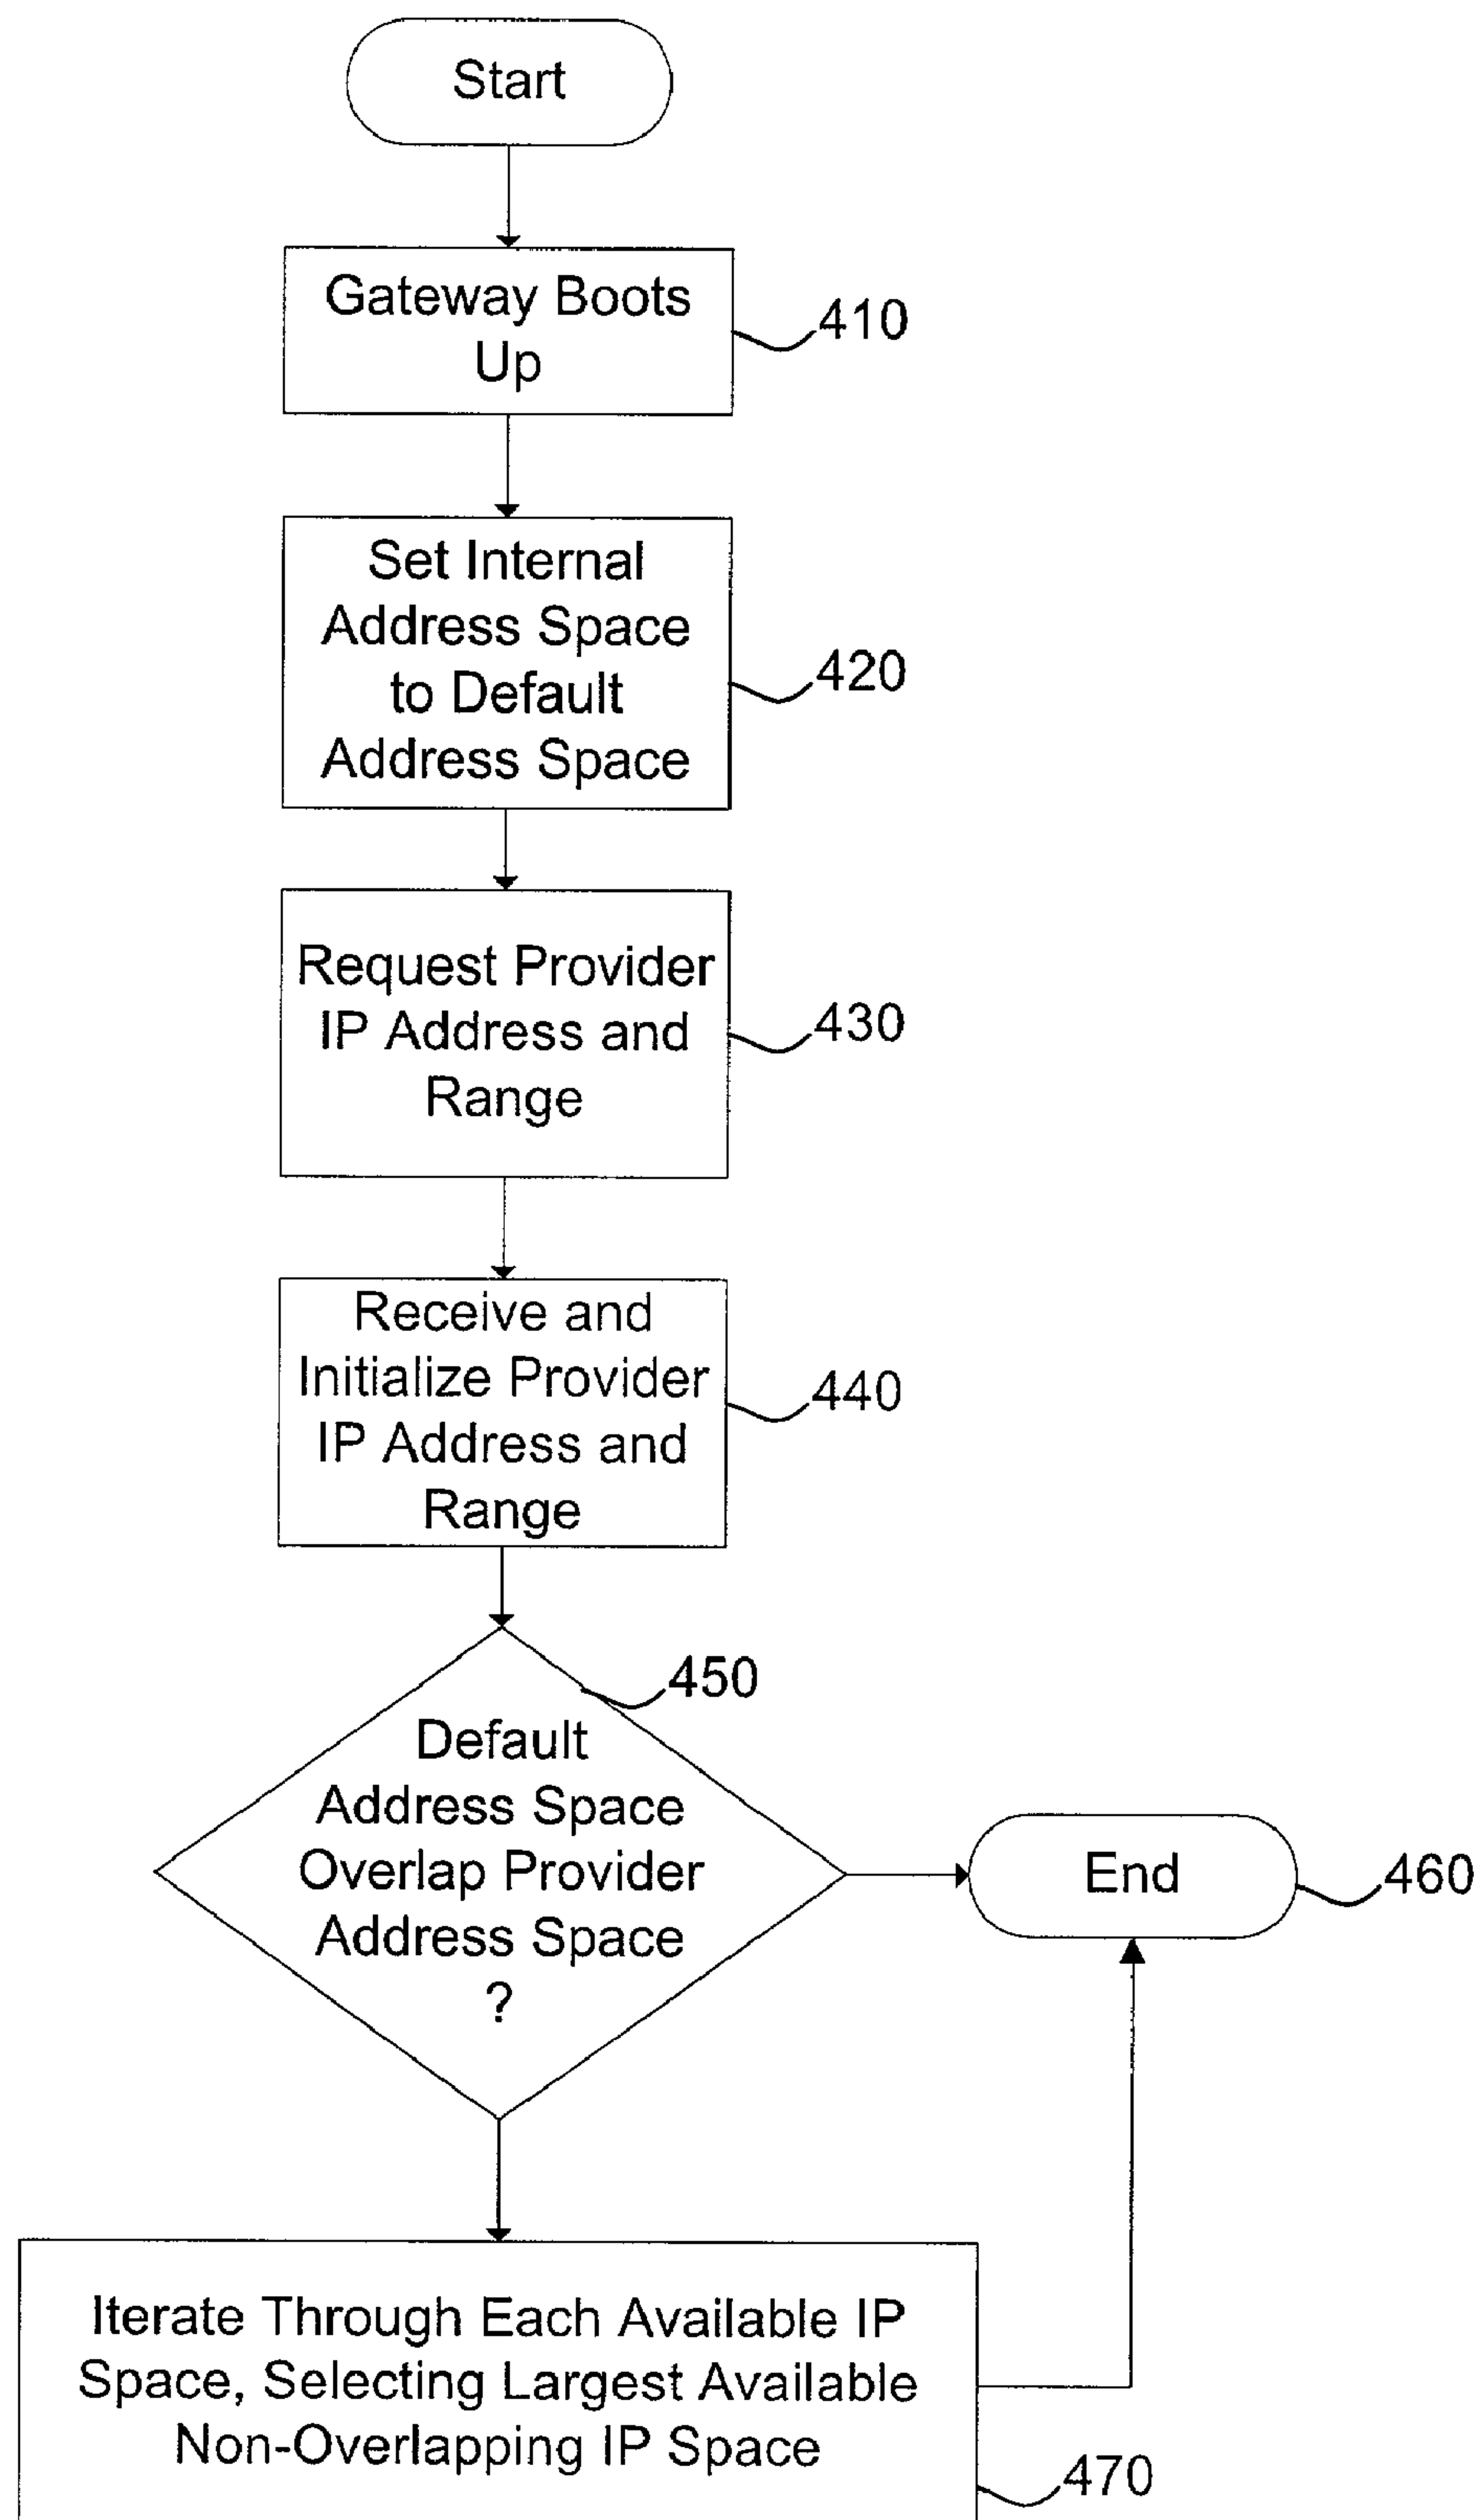 Start
Gateway Boots
Up
410
Set Internal
Address Space
to Default
Address Space
420
Request Provider
IP Address and
Range
430
Receive and
Initialize Provider
IP Address and
Range
440
450
Default
Address Space
Overlap Provider
Address Space
?
End
460
Iterate Through Each Available IP
Space, Selecting Largest Available
Non-Overlapping IP Space
470